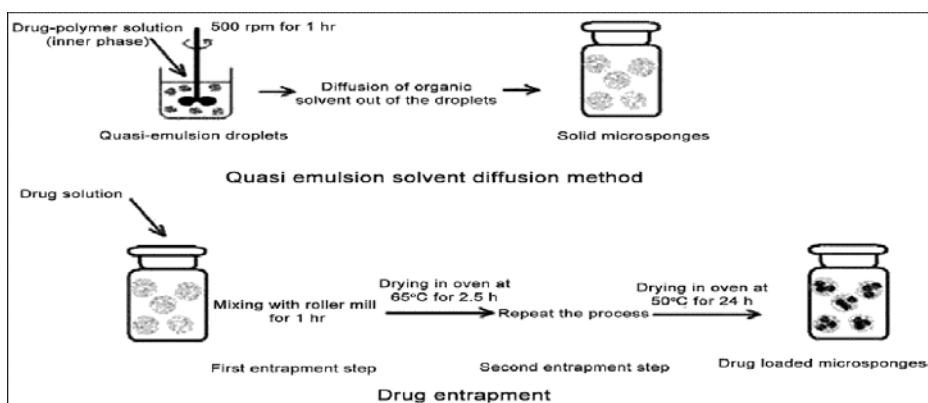 Drug-polymer solution
(inner phase)
500 rpm for 1 hr
Diffusion of organic
solvent out of the droplets
Quasi-emulsion droplets
Solid microsponges
Quasi emulsion solvent diffusion method
Drug solution
Mixing with roller mill
for 1 hr
Drying in oven at
65°C for 2.5 h
Repeat the process
Drying in oven at
50°C for 24 h
First entrapment step
Second entrapment step
Drug loaded microsponges
Drug entrapment